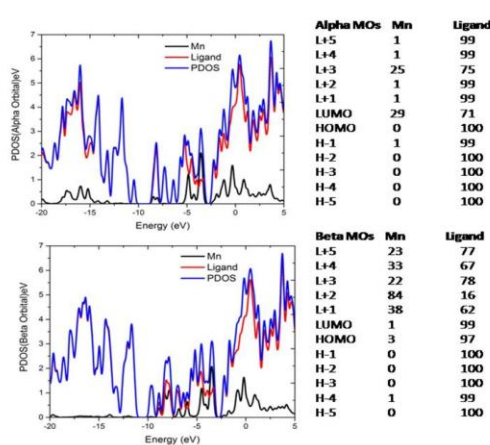 PDOS(Alpha Orbital)eV
7
6
5
4
3
2
1
0
Mn
Ligand
PDOS
-20 -15 -10 -5 0 5
Energy (eV)
Alpha MOs Mn Ligand
L+5 1 99
L+4 1 99
L+3 25 75
L+2 1 99
L+1 1 99
LUMO 29 71
HOMO 0 100
H-1 1 99
H-2 0 100
H-3 0 100
H-4 0 100
H-5 0 100
PDOS(Beta Orbital)eV
7
6
5
4
3
2
1
0
Mn
Ligand
PDOS
-20 -15 -10 -5 0 5
Energy (eV)
Beta MOs Mn Ligand
L+5 23 77
L+4 33 67
L+3 22 78
L+2 84 16
L+1 38 62
LUMO 1 99
HOMO 3 97
H-1 0 100
H-2 0 100
H-3 0 100
H-4 1 99
H-5 0 100